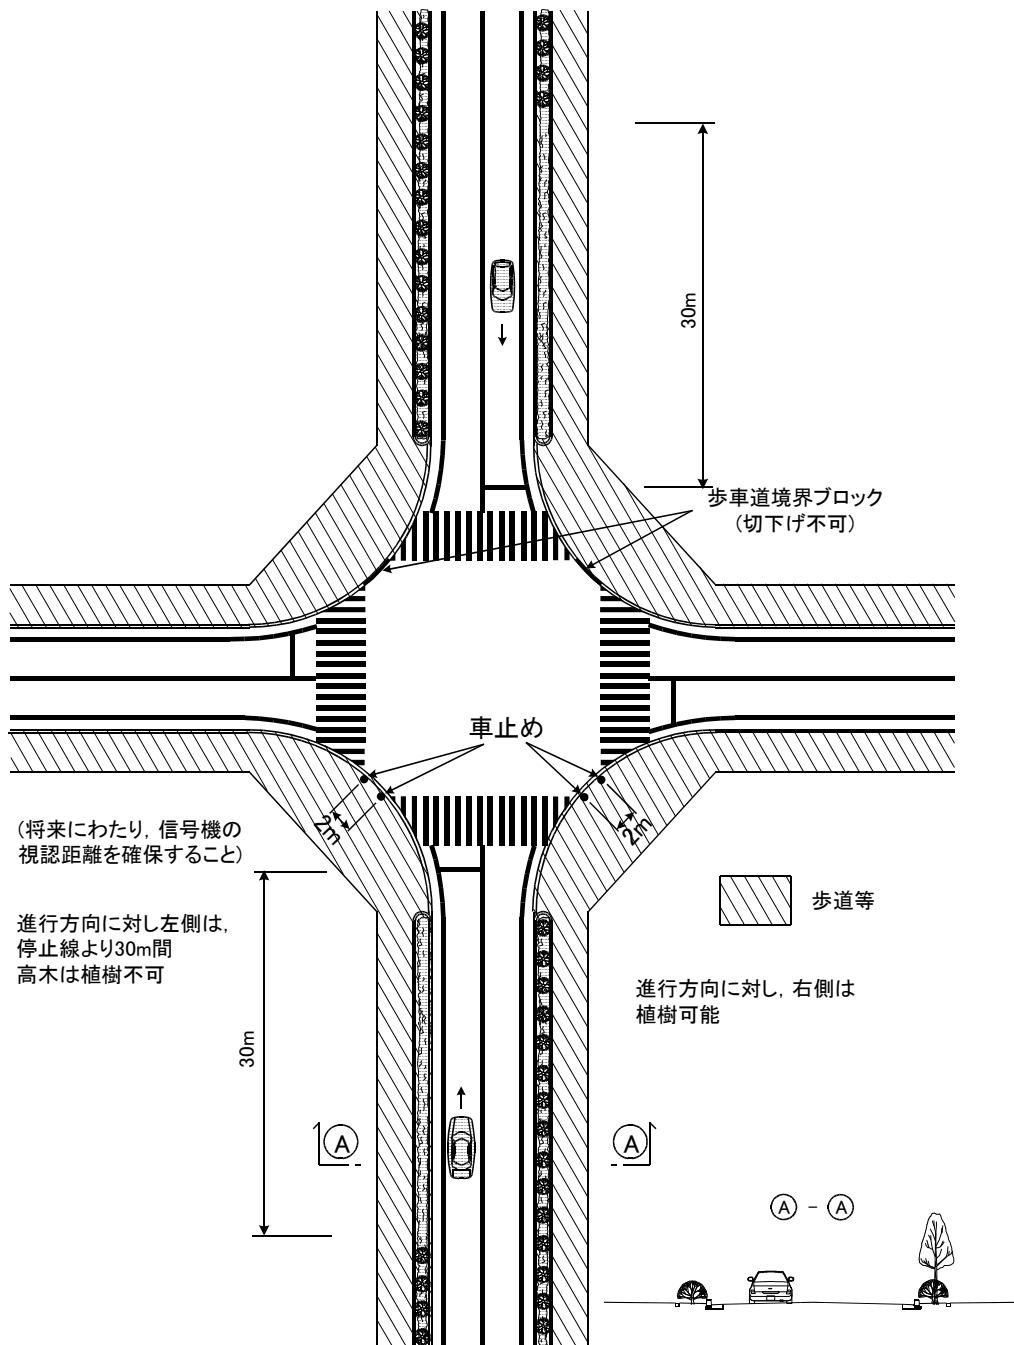 30m
歩車道境界ブロック
(切下げ不可)
車止め
2m
2m
(将来にわたり, 信号機の
視認距離を確保すること)
歩道等
進行方向に対し左側は,
停止線より30m間
高木は植樹不可
進行方向に対し, 右側は
植樹可能
30m
A
A
A - A